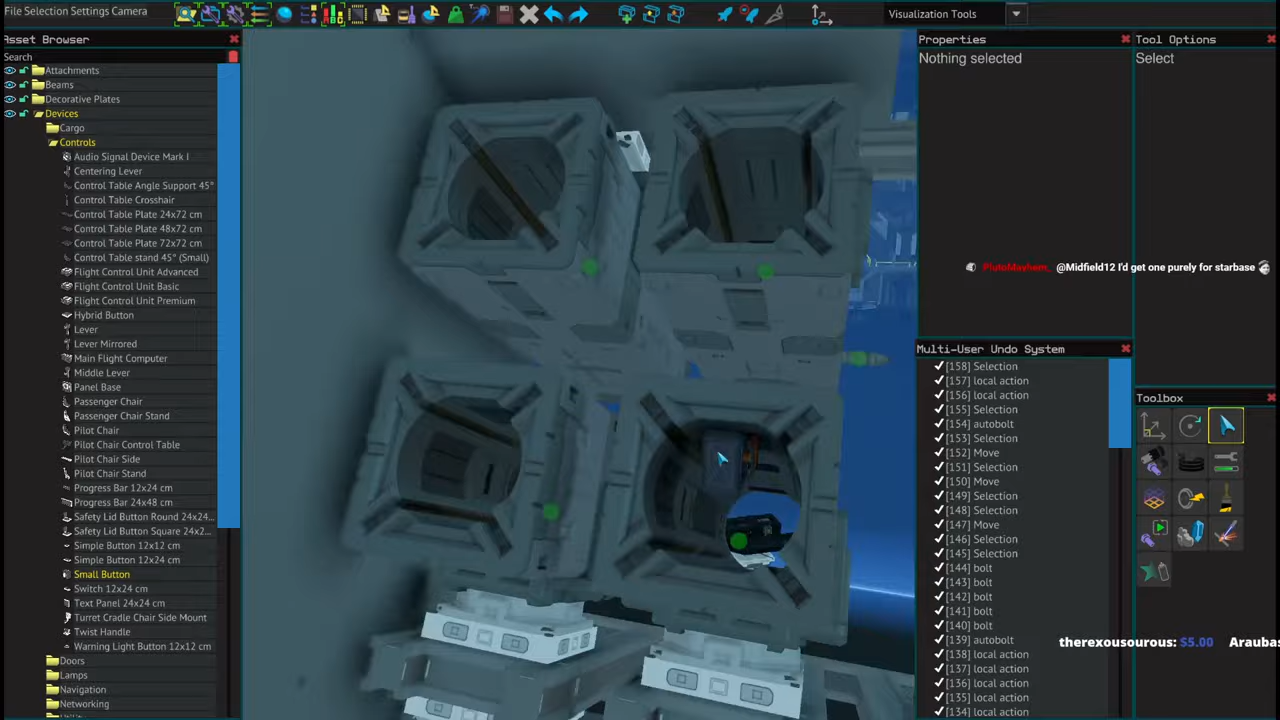 File Selection Settings Camera
Visualization Tools
Asset Browser
Search
Attachments
Beams
Decorative Plates
Devices
Cargo
Controls
Audio Signal Device Mark I
Centering Lever
Control Table Angle Support 45°
Control Table Crosshair
Control Table Plate 24x72 cm
Control Table Plate 48x72 cm
Control Table Plate 72x72 cm
Control Table stand 45° (Small)
Flight Control Unit Advanced
Flight Control Unit Basic
Flight Control Unit Premium
Hybrid Button
Lever
Lever Mirrored
Main Flight Computer
Middle Lever
Panel Base
Passenger Chair
Passenger Chair Stand
Pilot Chair
Pilot Chair Control Table
Pilot Chair Side
Pilot Chair Stand
Progress Bar 12x24 cm
Progress Bar 24x48 cm
Safety Lid Button Round 24x24...
Safety Lid Button Square 24x2...
Simple Button 12x12 cm
Simple Button 12x24 cm
Small Button
Switch 12x24 cm
Text Panel 24x24 cm
Turret Cradle Chair Side Mount
Twist Handle
Warning Light Button 12x12 cm
Doors
Lamps
Navigation
Networking
Properties
Nothing selected
PlutoMayhem_ @Midfield12 I'd get one purely for starbase
Multi-User Undo System
[158] Selection
[157] local action
[156] local action
[155] Selection
[154] autobolt
[153] Selection
[152] Move
[151] Selection
[150] Move
[149] Selection
[148] Selection
[147] Move
[146] Selection
[145] Selection
[144] bolt
[143] bolt
[142] bolt
[141] bolt
[140] bolt
[139] autobolt
[138] local action
[137] local action
[136] local action
[135] local action
[134] local action
Tool Options
Select
Toolbox
therexousourous: $5.00 Araubas